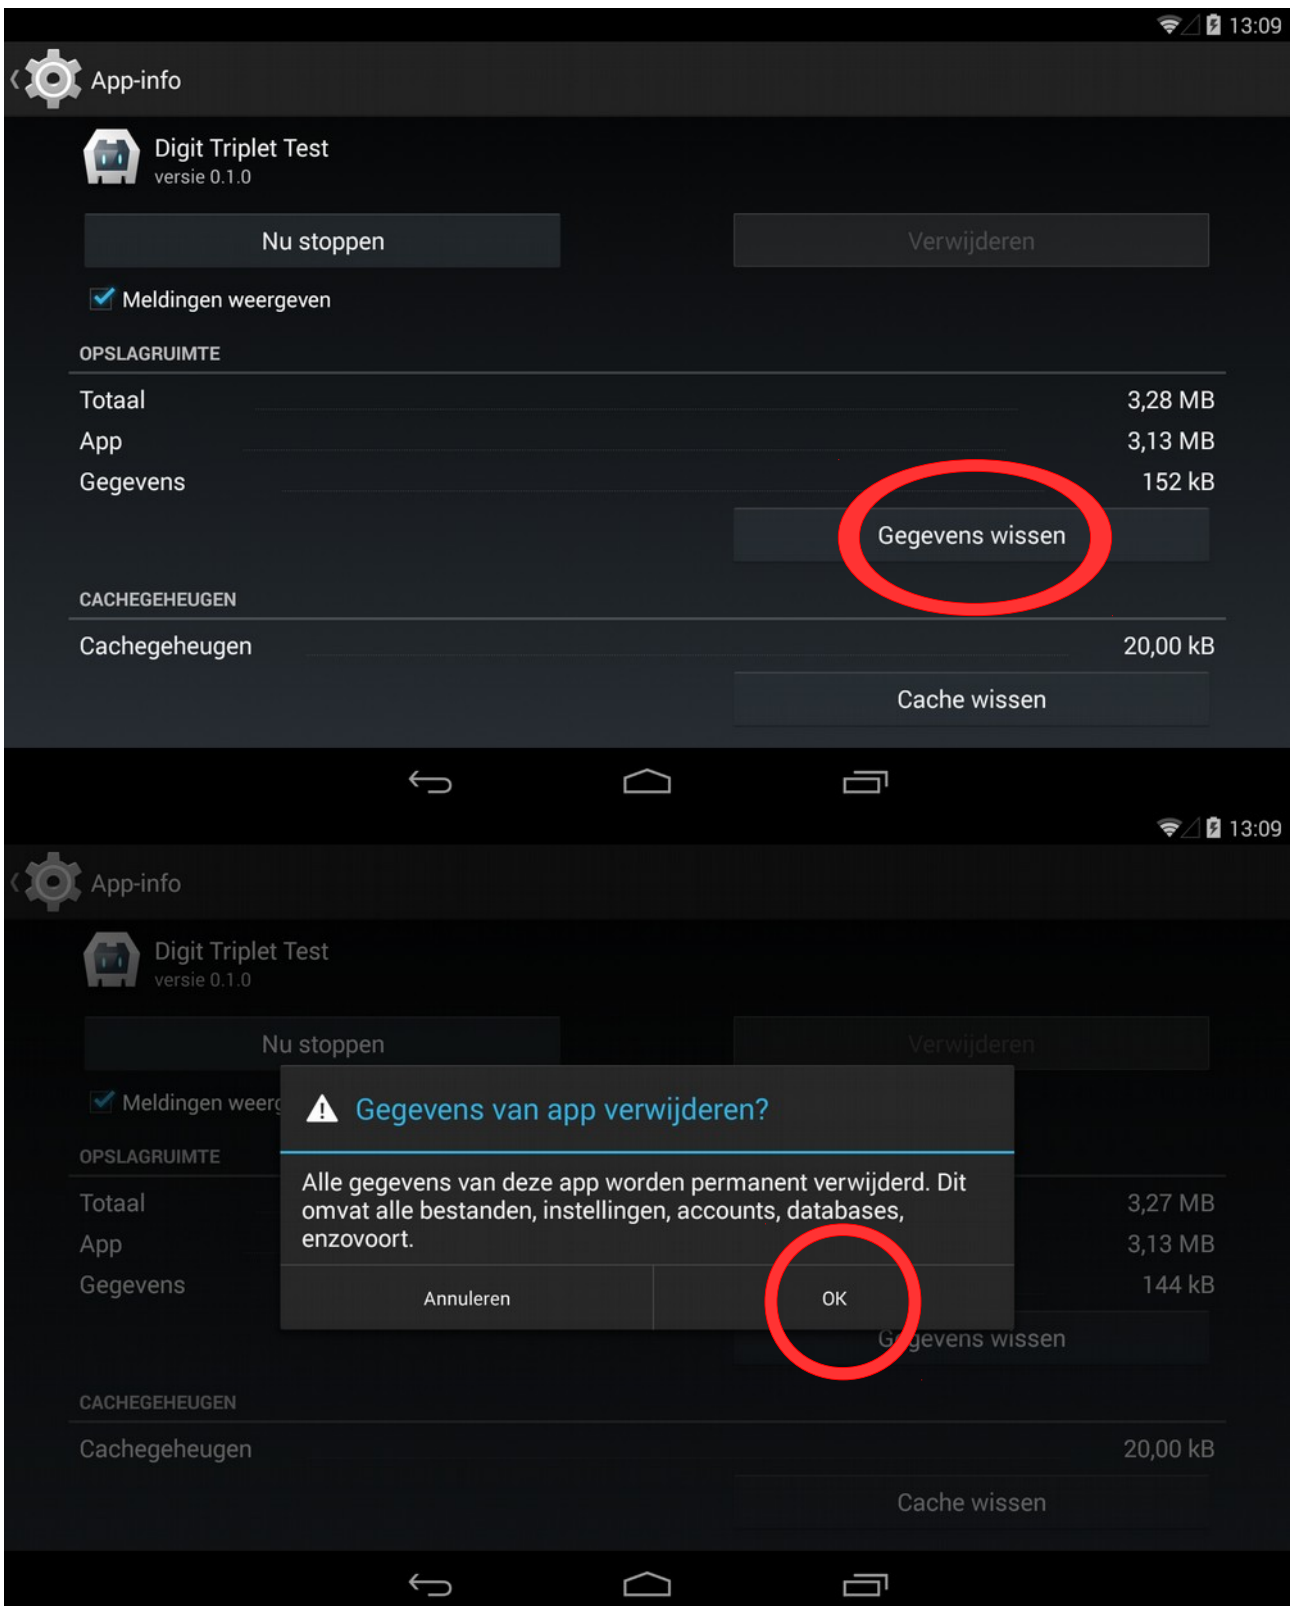 13:09
App-info
Digit Triplet Test
versie 0.1.0
Nu stoppen
Verwijderen
Meldingen weergeven
OPSLAGRUIMTE
Totaal 3,28 MB
App 3,13 MB
Gegevens 152 kB
Gegevens wissen
CACHEGEHEUGEN
Cachegeheugen 20,00 kB
Cache wissen
13:09
App-info
Digit Triplet Test
versie 0.1.0
Nu stoppen
Verwijderen
Meldingen weerg
Gegevens van app verwijderen?
OPSLAGRUIMTE
Alle gegevens van deze app worden permanent verwijderd. Dit
omvat alle bestanden, instellingen, accounts, databases,
enzovoort.
Totaal 3,27 MB
App 3,13 MB
Gegevens 144 kB
Annuleren
OK
Gegevens wissen
CACHEGEHEUGEN
Cachegeheugen 20,00 kB
Cache wissen